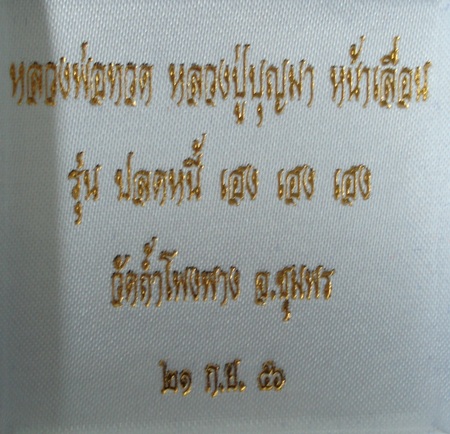 หลวงพ่อทวด หลวงปู่บุญมา หน้าเลื่อน
รุ่น ปลดหนี้ เฮง เฮง เฮง
วัดถ้ำโพงพาง จ.ชุมพร
๒๑ ก.ย. ๕๖